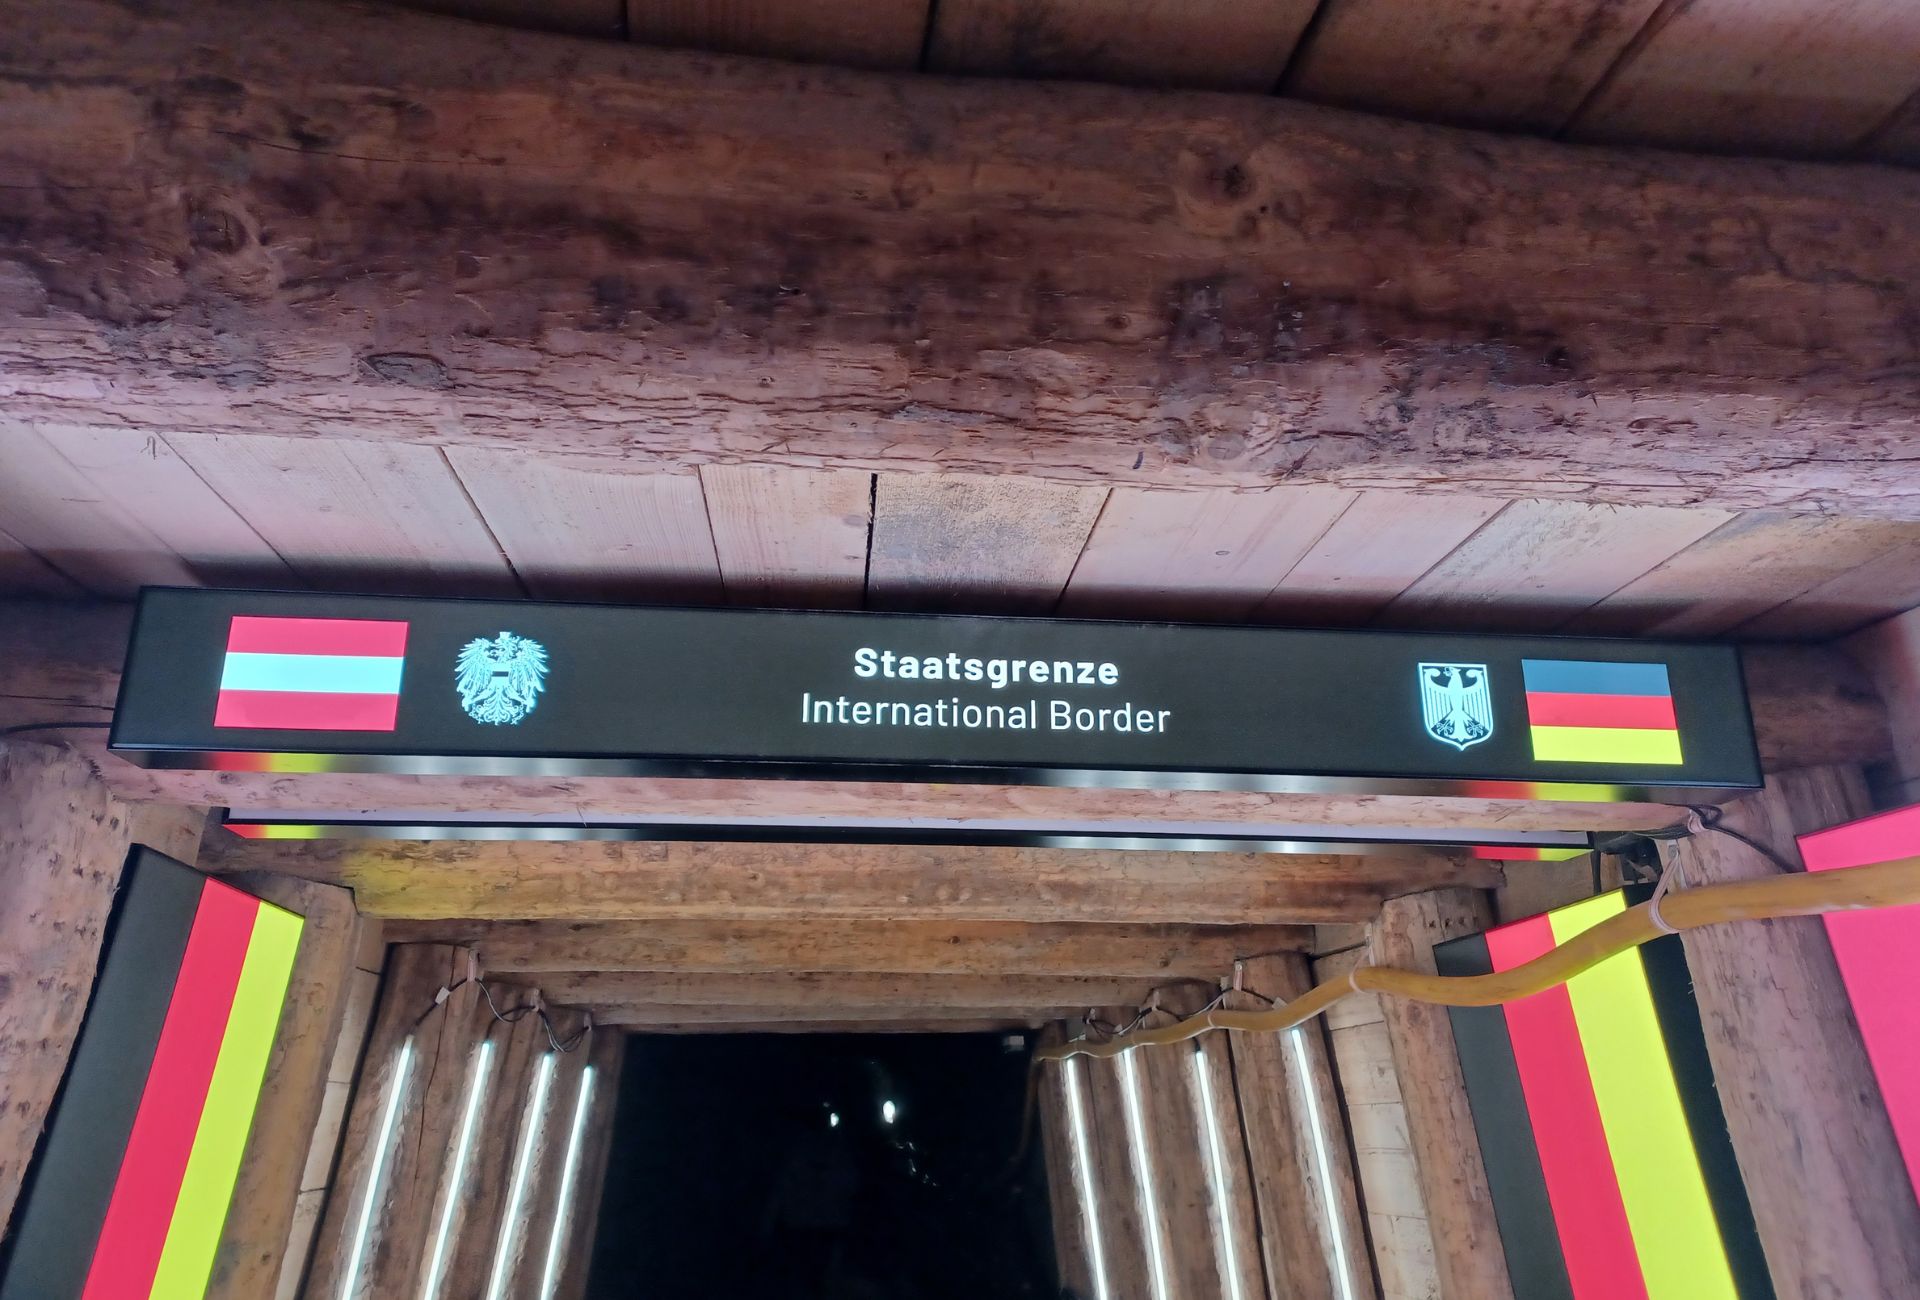 Staatsgrenze
International Border